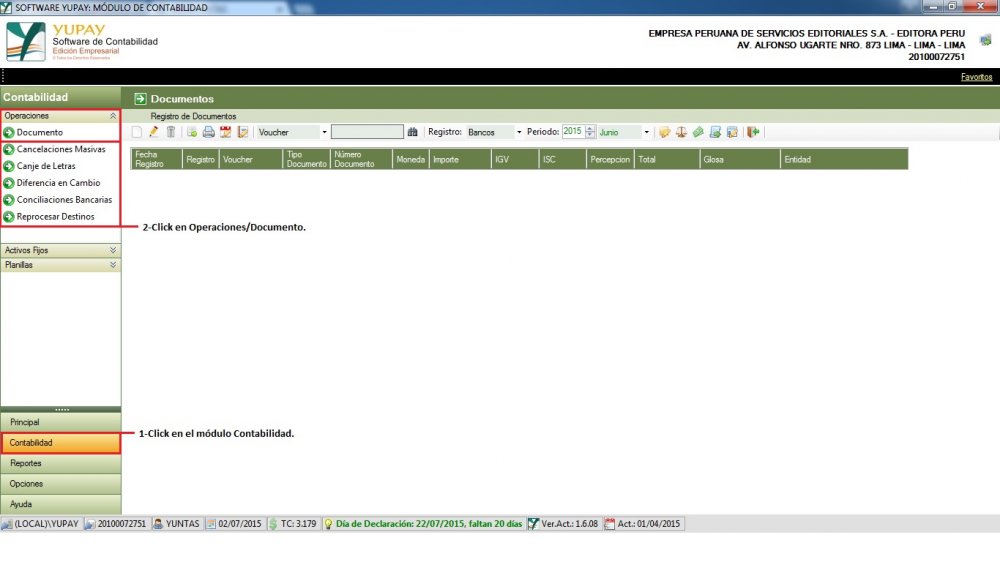 SOFTWARE YUPAY: MÓDULO DE CONTABILIDAD
YUPAY
Software de Contabilidad
Edición Empresarial
© Todos los Derechos Reservados
EMPRESA PERUANA DE SERVICIOS EDITORIALES S.A. - EDITORA PERU
AV. ALFONSO UGARTE NRO. 873 LIMA - LIMA - LIMA
20100072751
Favoritos
Contabilidad
Documentos
Operaciones
Registro de Documentos
Documento
Voucher
Registro: Bancos
Periodo: 2015 Junio
Cancelaciones Masivas
Canje de Letras
Diferencia en Cambio
Conciliaciones Bancarias
Reprocesar Destinos
Fecha Registro
Registro
Voucher
Tipo Documento
Número Documento
Moneda
Importe
IGV
ISC
Percepcion
Total
Glosa
Entidad
2-Click en Operaciones/Documento.
Activos Fijos
Planillas
Principal
1-Click en el módulo Contabilidad.
Contabilidad
Reportes
Opciones
Ayuda
(LOCAL)\YUPAY 20100072751 YUNTAS 02/07/2015 TC: 3.179 Día de Declaración: 22/07/2015, faltan 20 días Ver.Act.: 1.6.08 Act.: 01/04/2015